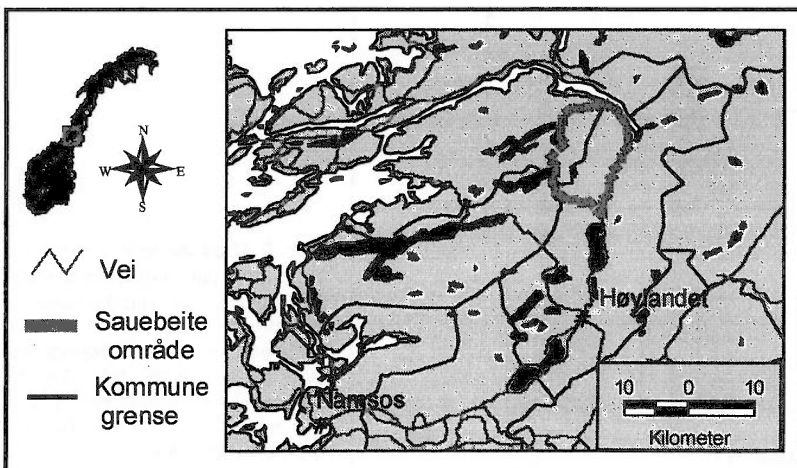 N
W E
S
Vei
Sauebeite
område
Kommune
grense
Høylandet
Namsos
10 0 10
Kilometer